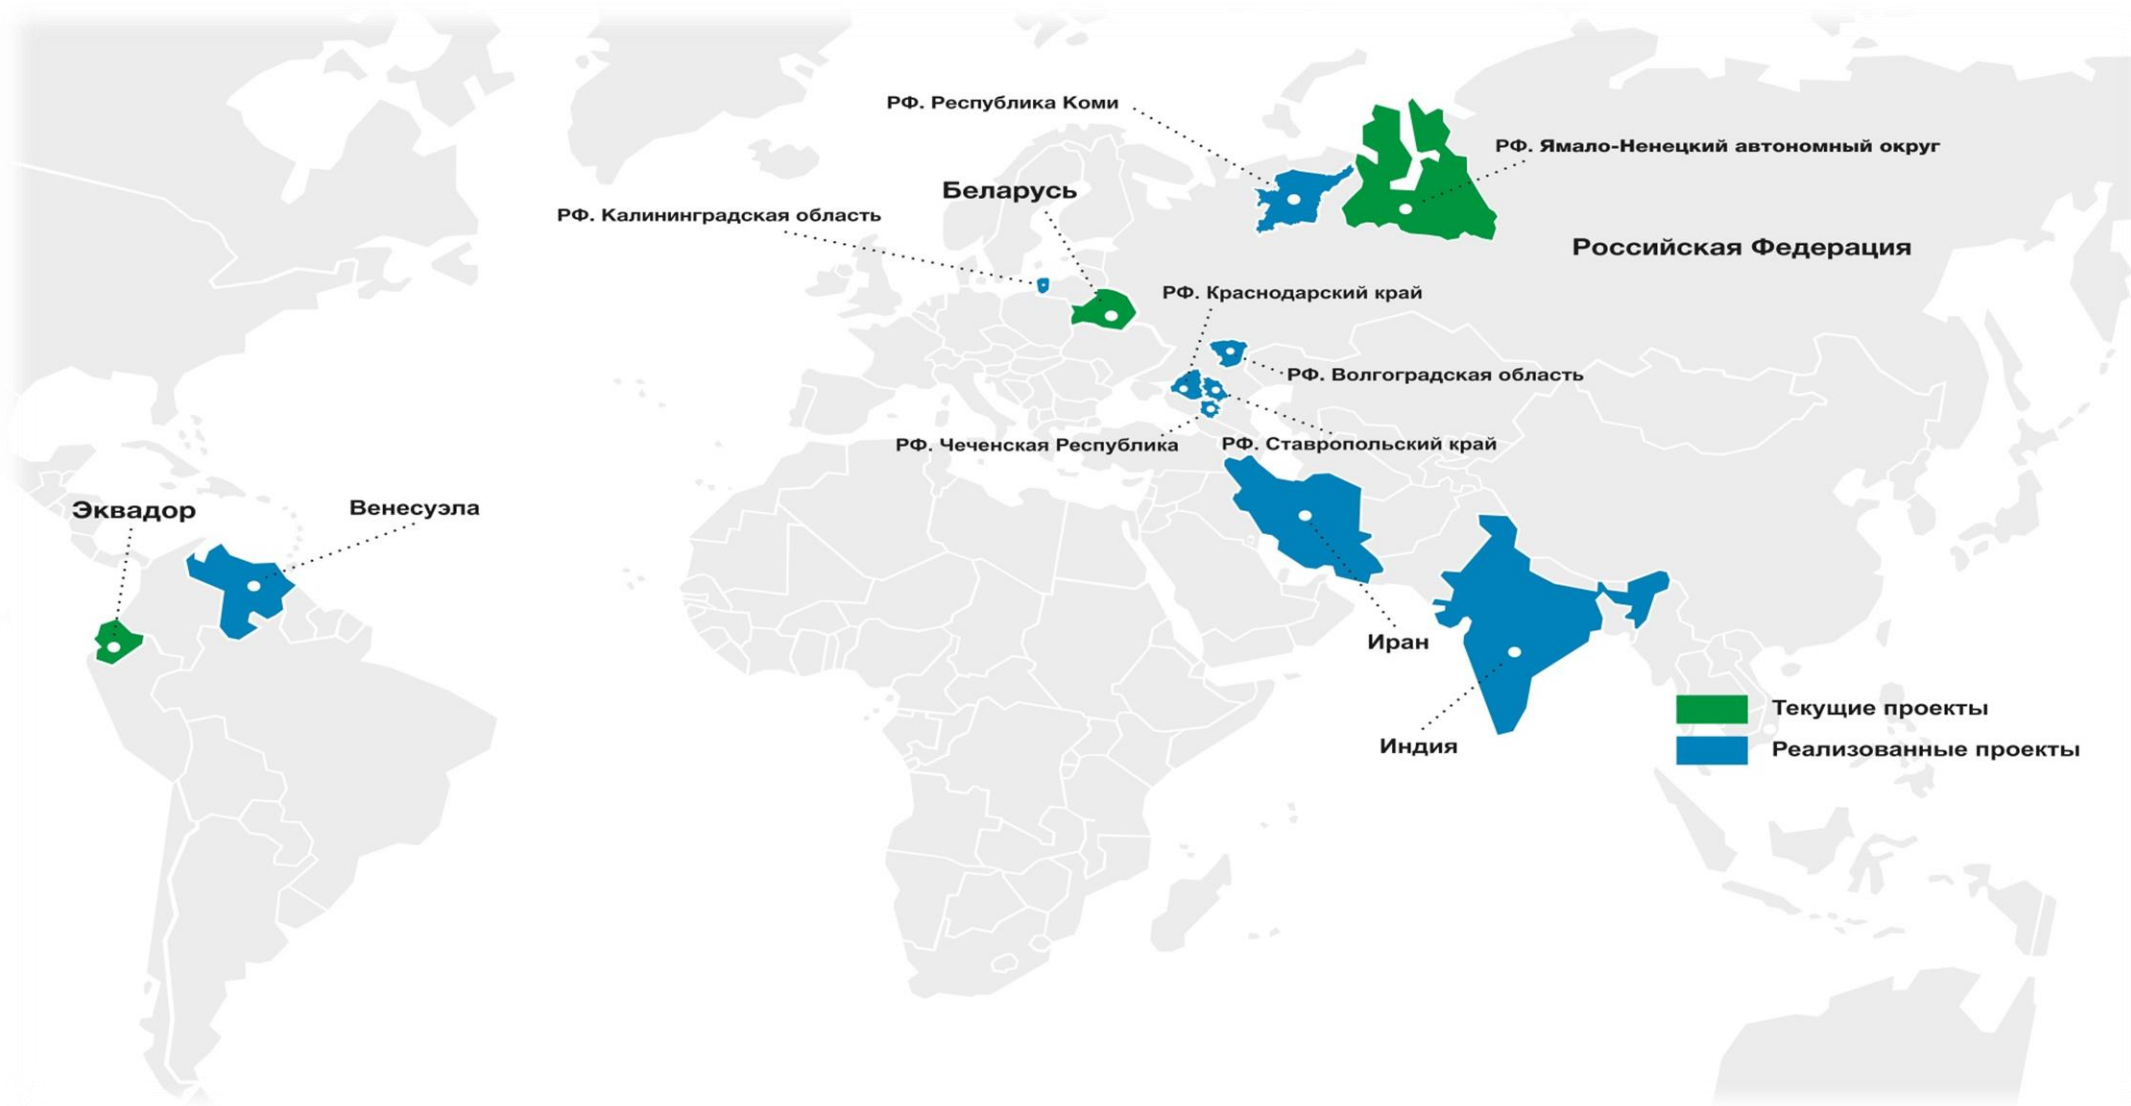 РФ. Республика Коми
РФ. Ямало-Ненецкий автономный округ
Беларусь
РФ. Калининградская область
Российская Федерация
РФ. Краснодарский край
РФ. Волгоградская область
РФ. Чеченская Республика
РФ. Ставропольский край
Эквадор
Венесуэла
Иран
Индия
Текущие проекты
Реализованные проекты